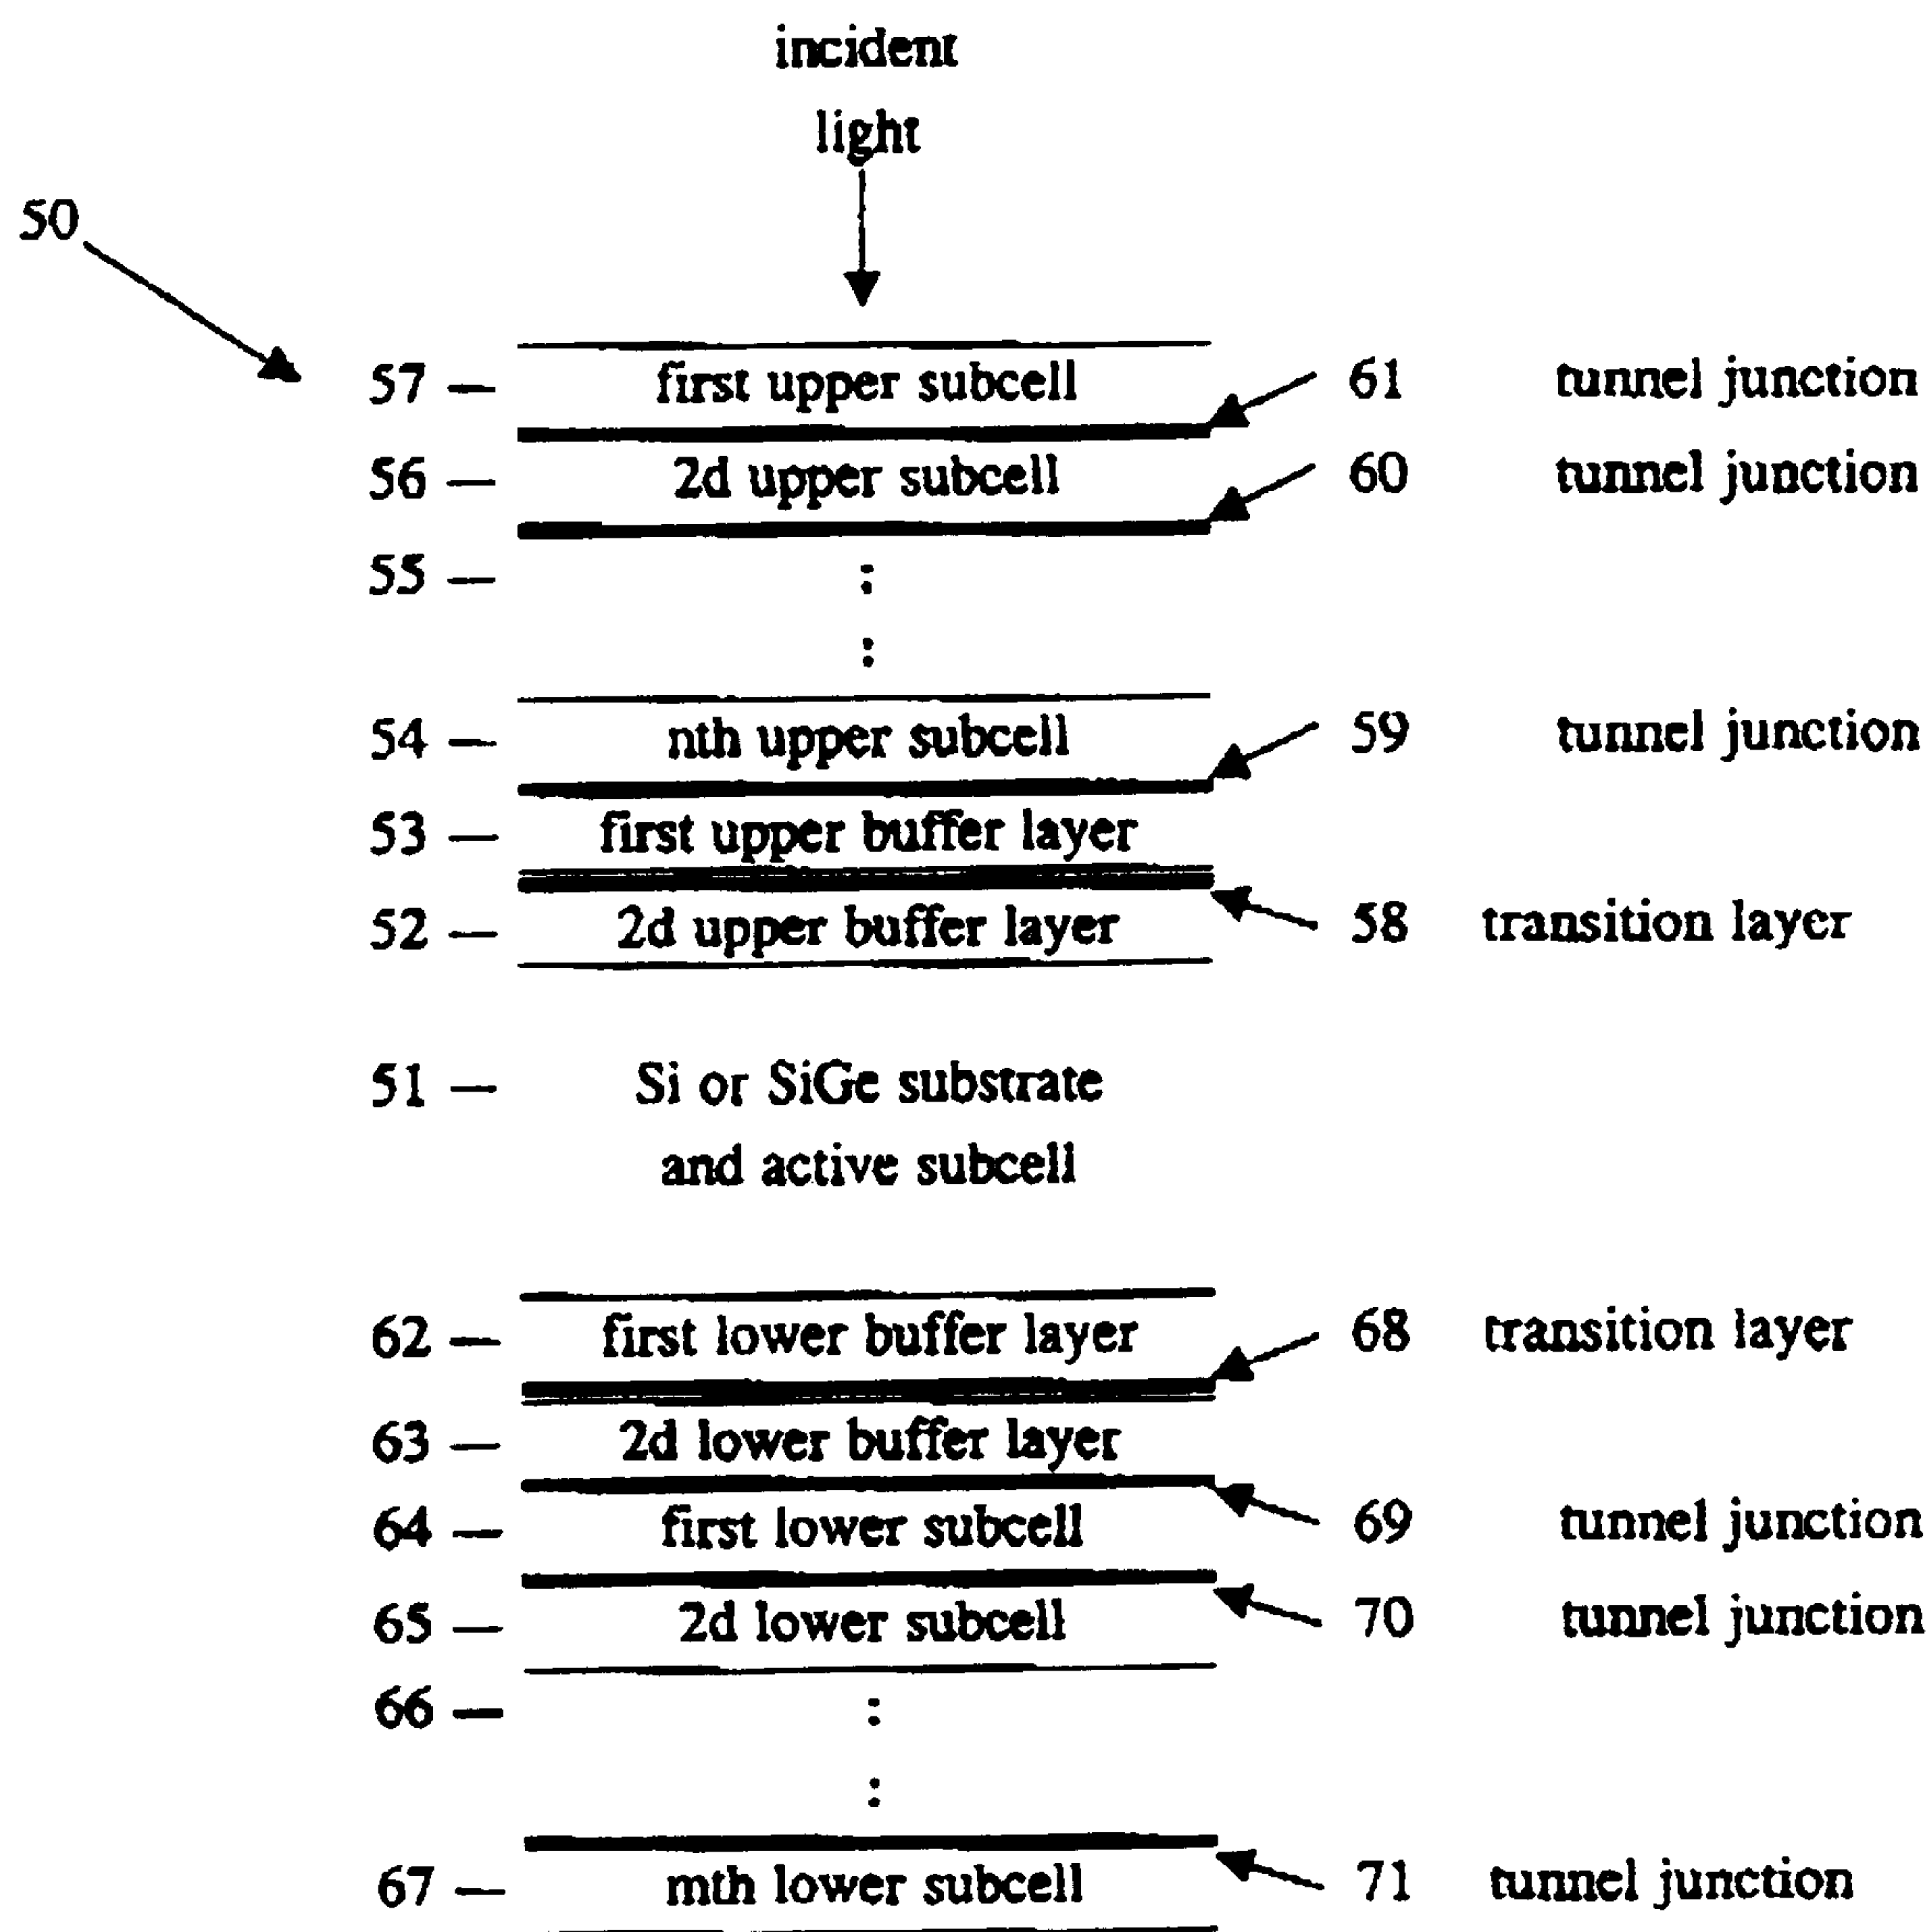 incident
light
50
57 — first upper subcell 61 tunnel junction
56 — 2d upper subcell 60 tunnel junction
55 — :
:
54 — nth upper subcell 59 tunnel junction
53 — first upper buffer layer
52 — 2d upper buffer layer 58 transition layer
51 — Si or SiGe substrate
and active subcell
62 — first lower buffer layer 68 transition layer
63 — 2d lower buffer layer
64 — first lower subcell 69 tunnel junction
65 — 2d lower subcell 70 tunnel junction
66 — :
:
67 — mth lower subcell 71 tunnel junction